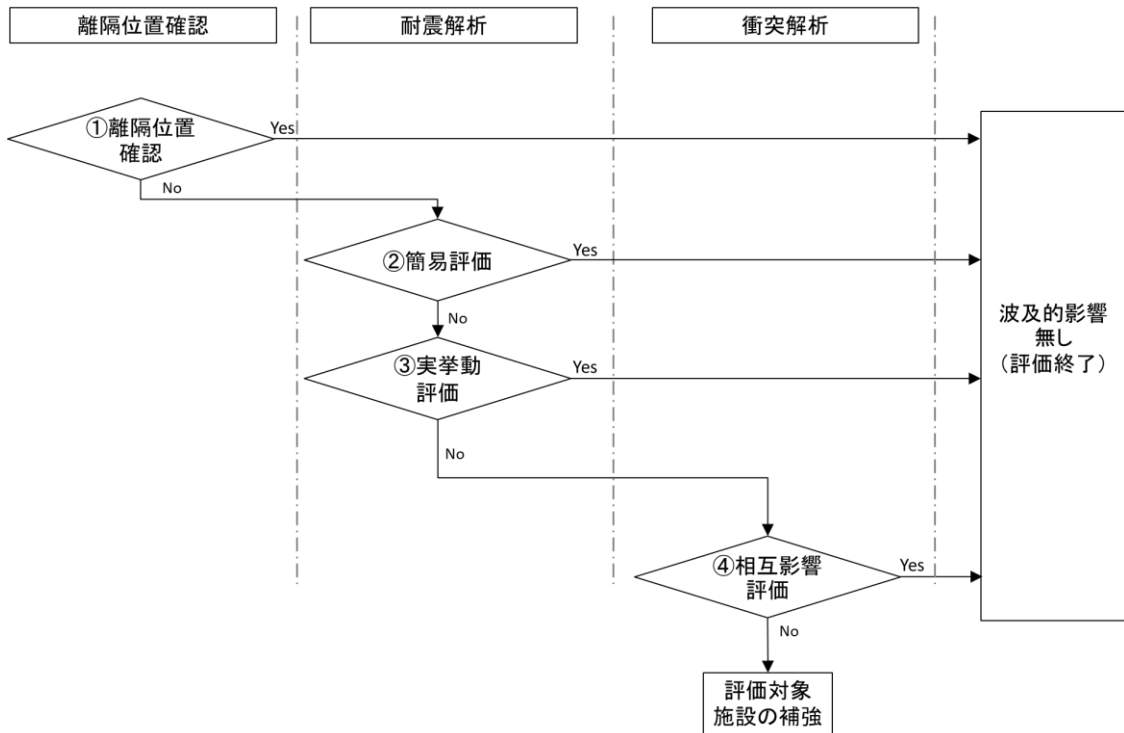 離隔位置確認
耐震解析
衝突解析
①離隔位置
確認
Yes
No
②簡易評価
Yes
No
③実挙動
評価
Yes
No
④相互影響
評価
Yes
No
評価対象
施設の補強
波及的影響
無し
（評価終了）